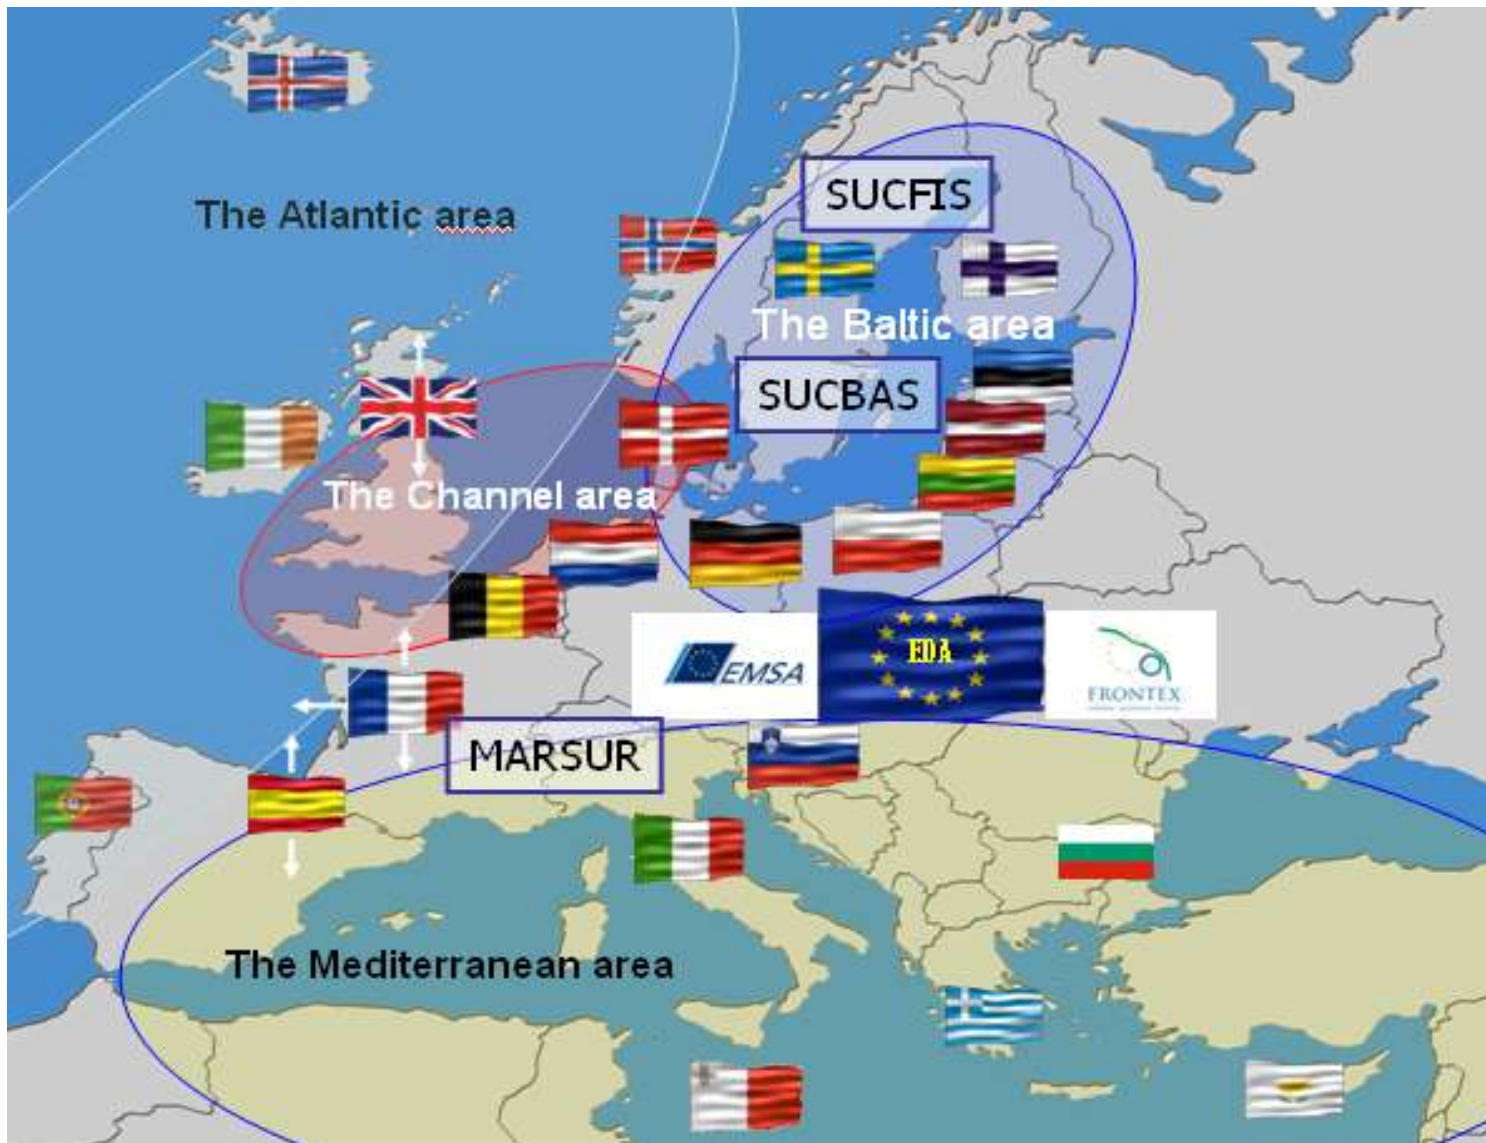 SUCFIS
The Atlantic area
The Baltic area
SUCBAS
The Channel area
EMSA
EDA
FRONTEX
MARSUR
The Mediterranean area